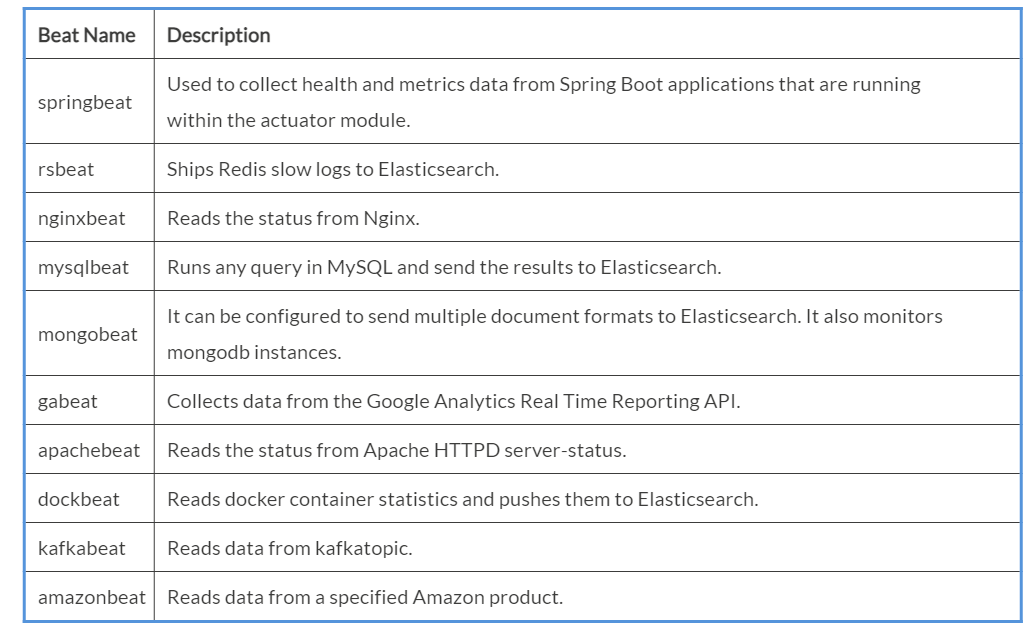 Beat Name Description
springbeat Used to collect health and metrics data from Spring Boot applications that are running
within the actuator module.
rsbeat Ships Redis slow logs to Elasticsearch.
nginxbeat Reads the status from Nginx.
mysqlbeat Runs any query in MySQL and send the results to Elasticsearch.
mongobeat It can be configured to send multiple document formats to Elasticsearch. It also monitors
mongodb instances.
gabeat Collects data from the Google Analytics Real Time Reporting API.
apachebeat Reads the status from Apache HTTPD server-status.
dockbeat Reads docker container statistics and pushes them to Elasticsearch.
kafkabeat Reads data from kafkatopic.
amazonbeat Reads data from a specified Amazon product.